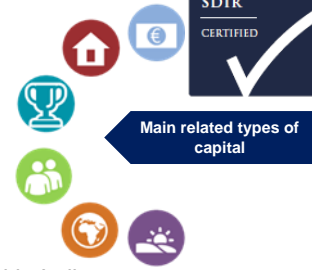 SDIR
CERTIFIED
€
Main related types of
capital